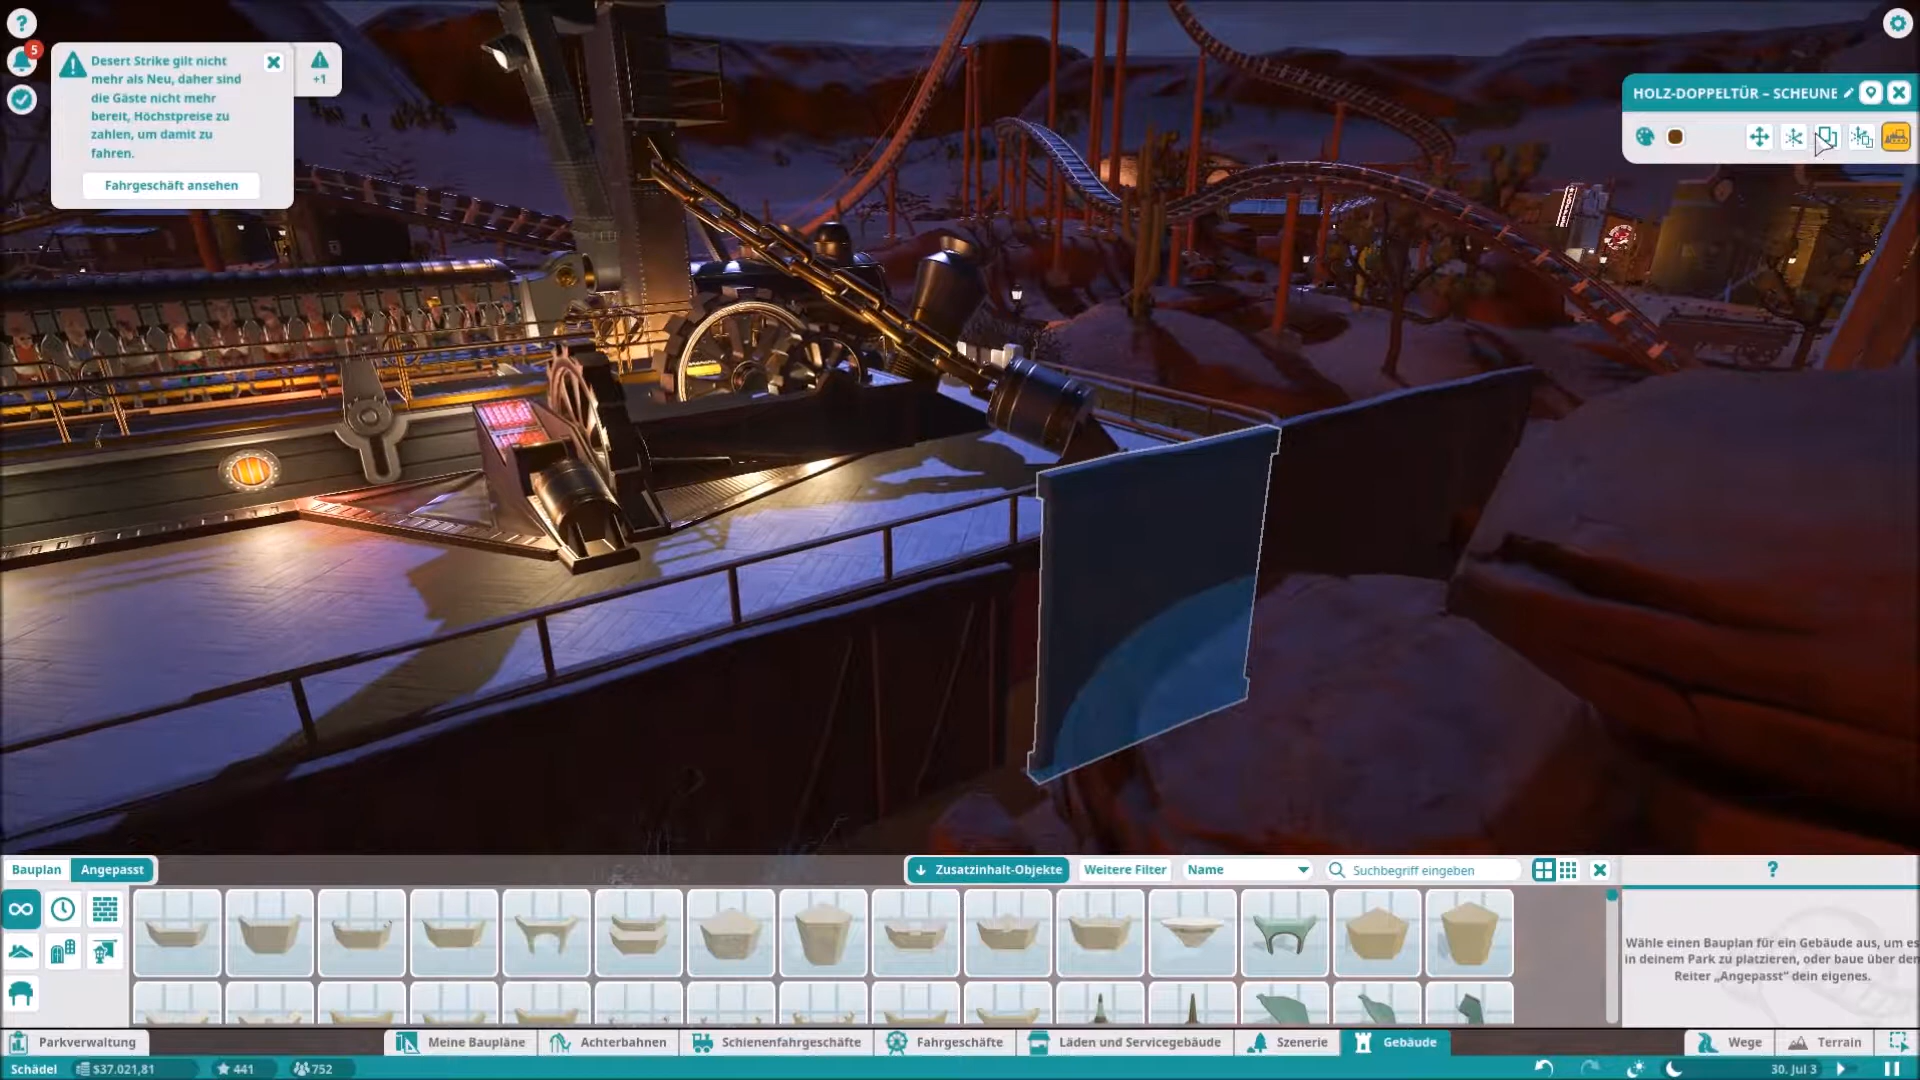 ?
5
Desert Strike gilt nicht
mehr als Neu, daher sind
die Gäste nicht mehr
bereit, Höchstpreise zu
zahlen, um damit zu
fahren.
+1
Fahrgeschäft ansehen
HOLZ-DOPPELTÜR – SCHEUNE
Bauplan
Angepasst
Zusatzinhalt-Objekte
Weitere Filter
Name
Suchbegriff eingeben
?
Wähle einen Bauplan für ein Gebäude aus, um es
in deinem Park zu platzieren, oder baue über den
Reiter „Angepasst" dein eigenes.
Parkverwaltung
Meine Baupläne
Achterbahnen
Schienenfahrgeschäfte
Fahrgeschäfte
Läden und Servicegebäude
Szenerie
Gebäude
Wege
Terrain
Schädel
$37.021,81
441
752
30. Jul 3